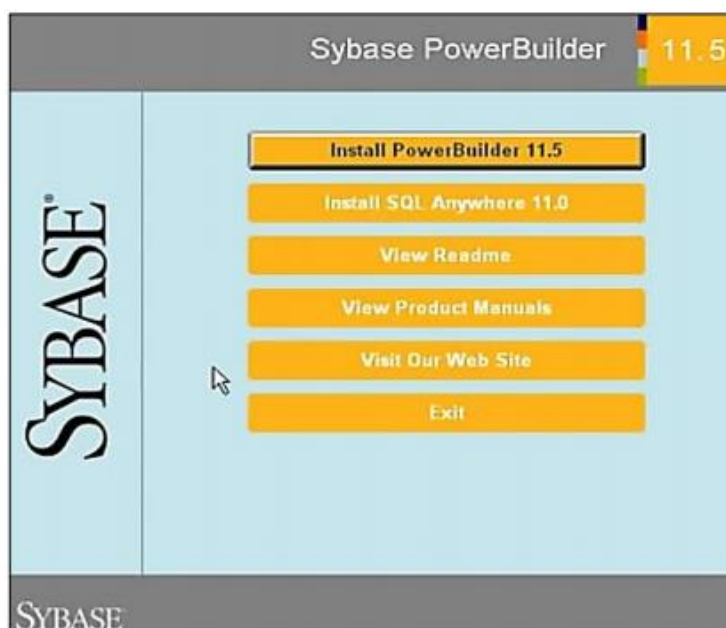 Sybase PowerBuilder 11.5
SYBASE®
Install PowerBuilder 11.5
Install SQL Anywhere 11.0
View Readme
View Product Manuals
Visit Our Web Site
Exit
SYBASE